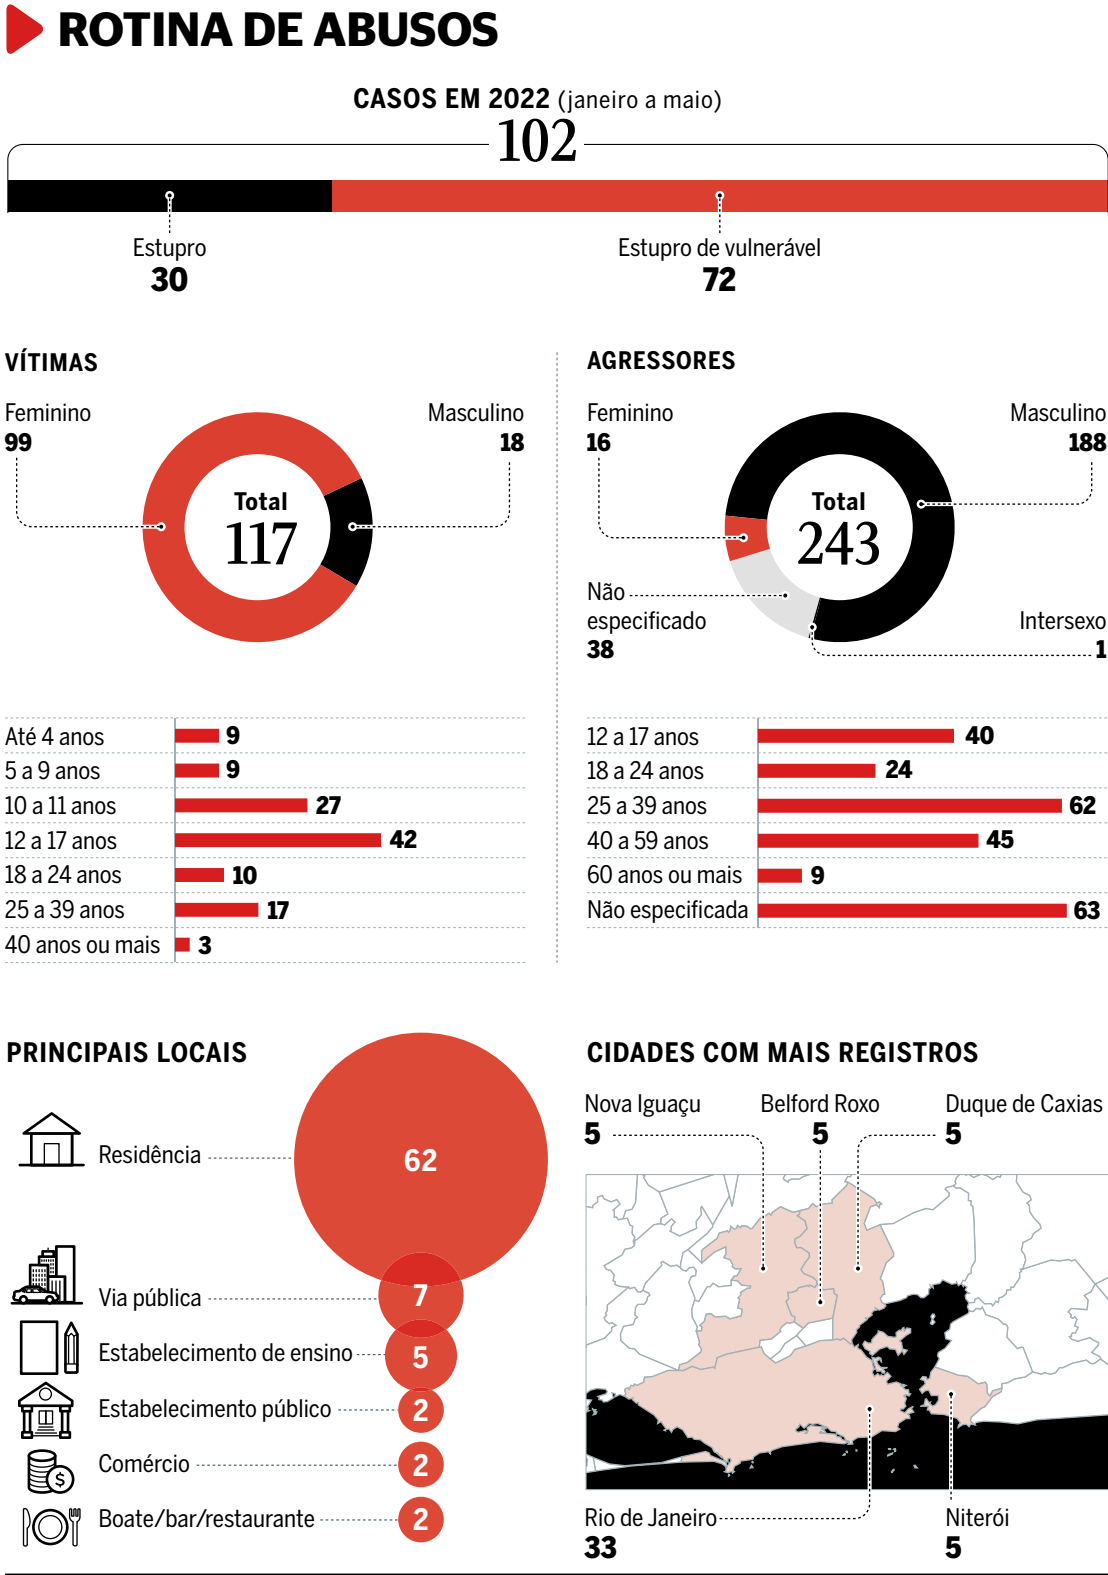 ROTINA DE ABUSOS
CASOS EM 2022 (janeiro a maio)
102
Estupro
30
Estupro de vulnerável
72
VÍTIMAS
Feminino
99
Masculino
18
Total
117
Até 4 anos 9
5 a 9 anos 9
10 a 11 anos 27
12 a 17 anos 42
18 a 24 anos 10
25 a 39 anos 17
40 anos ou mais 3
AGRESSORES
Feminino
16
Masculino
188
Total
243
Não
especificado
38
Intersexo
1
12 a 17 anos 40
18 a 24 anos 24
25 a 39 anos 62
40 a 59 anos 45
60 anos ou mais 9
Não especificada 63
PRINCIPAIS LOCAIS
Residência 62
Via pública 7
Estabelecimento de ensino 5
Estabelecimento público 2
$
Comércio 2
Boate/bar/restaurante 2
CIDADES COM MAIS REGISTROS
Nova Iguaçu
5
Belford Roxo
5
Duque de Caxias
5
Rio de Janeiro
33
Niterói
5